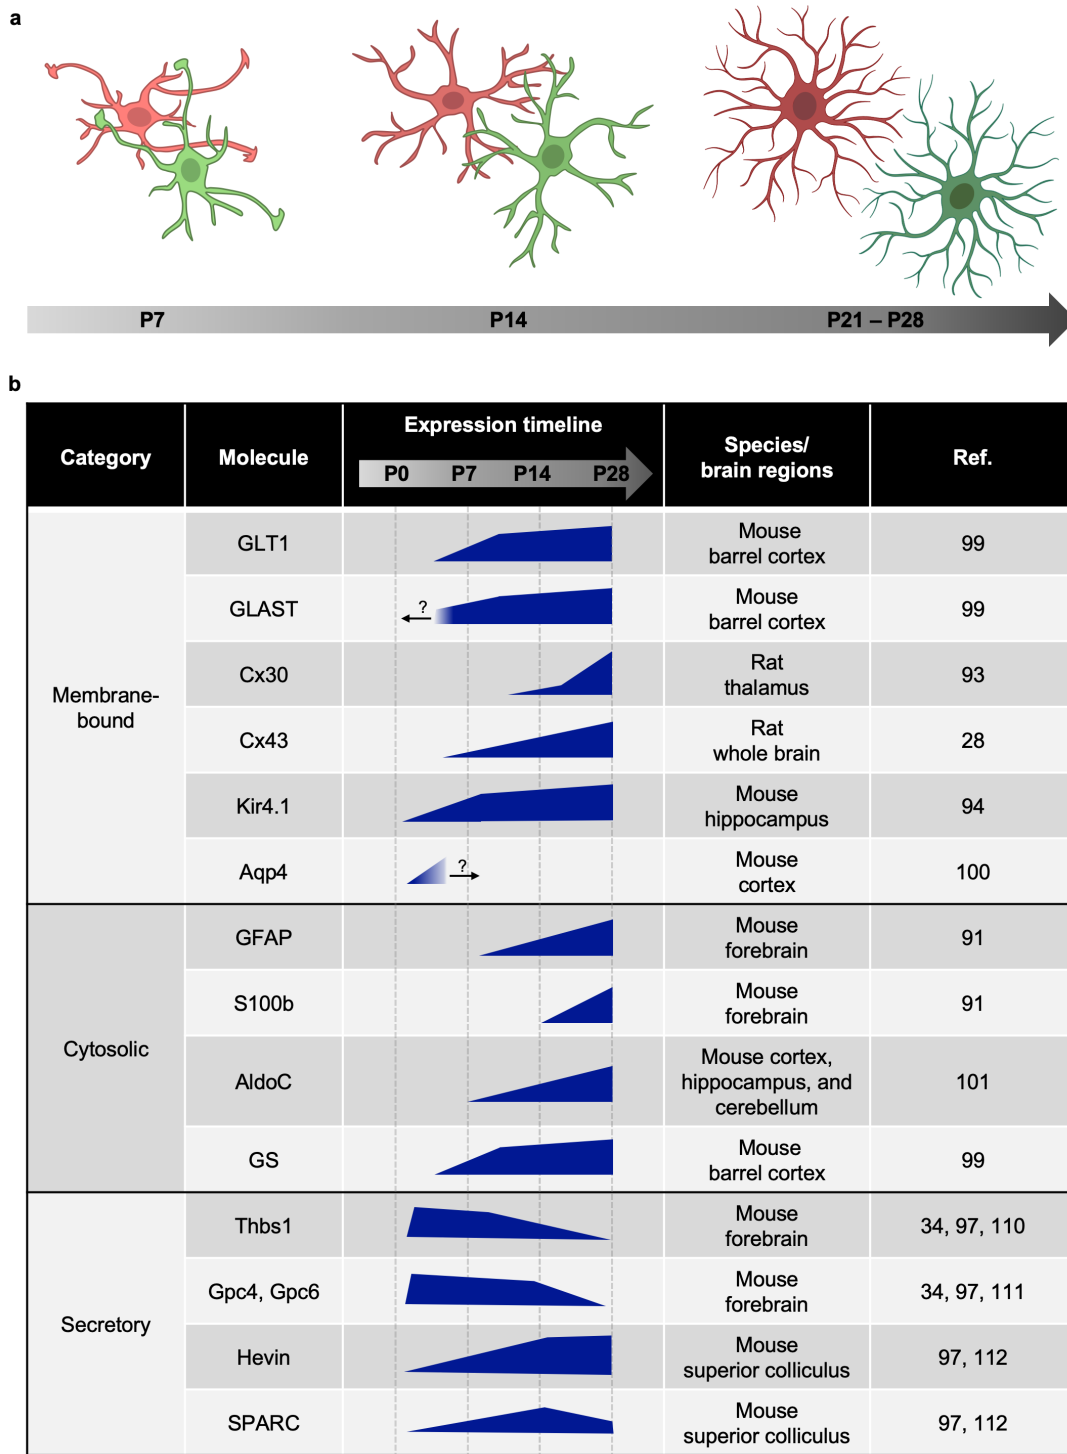 a
P7
P14
P21 – P28
b
Category
Molecule
Expression timeline
P0
P7
P14
P28
Species/
brain regions
Ref.
Membrane-
bound
GLT1
Mouse
barrel cortex
99
GLAST
?
Mouse
barrel cortex
99
Cx30
Rat
thalamus
93
Cx43
Rat
whole brain
28
Kir4.1
Mouse
hippocampus
94
Aqp4
?
Mouse
cortex
100
Cytosolic
GFAP
Mouse
forebrain
91
S100b
Mouse
forebrain
91
AldoC
Mouse cortex,
hippocampus, and
cerebellum
101
GS
Mouse
barrel cortex
99
Secretory
Thbs1
Mouse
forebrain
34, 97, 110
Gpc4, Gpc6
Mouse
forebrain
34, 97, 111
Hevin
Mouse
superior colliculus
97, 112
SPARC
Mouse
superior colliculus
97, 112